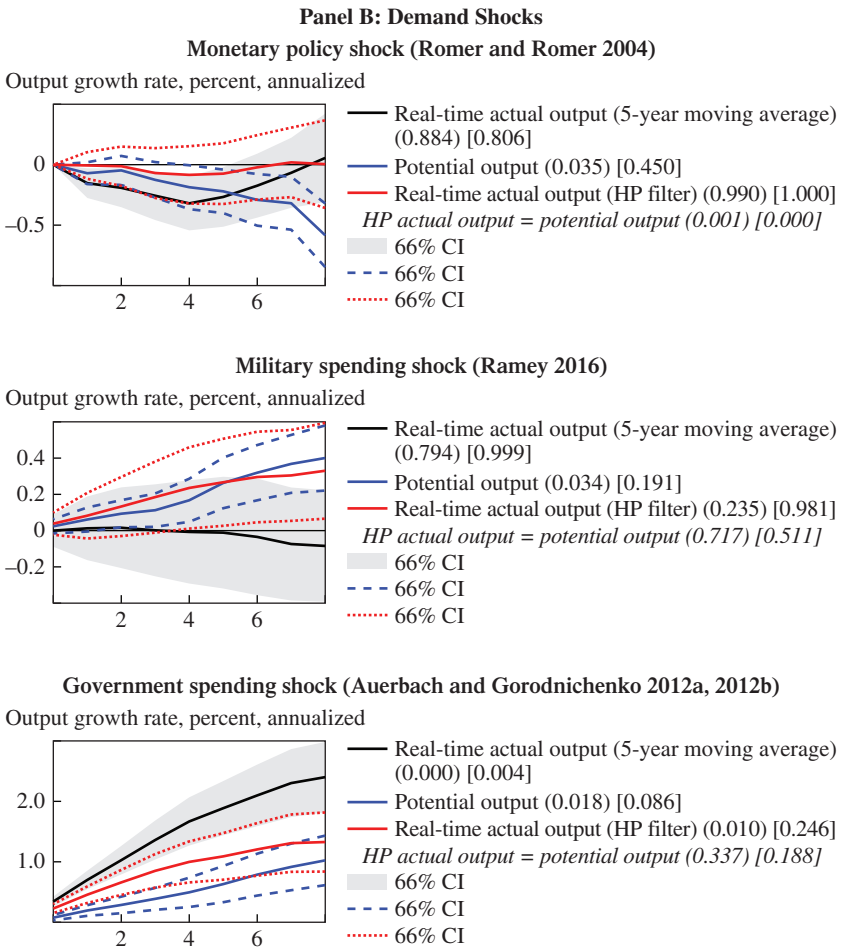 Panel B: Demand Shocks
Monetary policy shock (Romer and Romer 2004)
Output growth rate, percent, annualized
0
–0.5
2
4
6
Real-time actual output (5-year moving average)
(0.884) [0.806]
Potential output (0.035) [0.450]
Real-time actual output (HP filter) (0.990) [1.000]
HP actual output = potential output (0.001) [0.000]
66% CI
66% CI
66% CI
Military spending shock (Ramey 2016)
Output growth rate, percent, annualized
0.4
0.2
0
–0.2
2
4
6
Real-time actual output (5-year moving average)
(0.794) [0.999]
Potential output (0.034) [0.191]
Real-time actual output (HP filter) (0.235) [0.981]
HP actual output = potential output (0.717) [0.511]
66% CI
66% CI
66% CI
Government spending shock (Auerbach and Gorodnichenko 2012a, 2012b)
Output growth rate, percent, annualized
2.0
1.0
2
4
6
Real-time actual output (5-year moving average)
(0.000) [0.004]
Potential output (0.018) [0.086]
Real-time actual output (HP filter) (0.010) [0.246]
HP actual output = potential output (0.337) [0.188]
66% CI
66% CI
66% CI